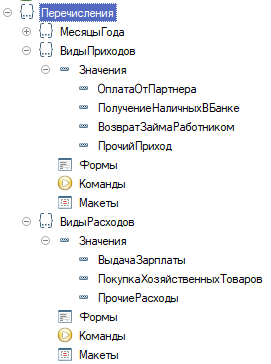 Перечисления
МесяцыГода
ВидыПриходов
Значения
ОплатаОтПартнера
ПолучениеНаличныхВБанке
ВозвратЗаймаРаботником
ПрочийПриход
Формы
Команды
Макеты
ВидыРасходов
Значения
ВыдачаЗарплаты
ПокупкаХозяйственныхТоваров
ПрочиеРасходы
Формы
Команды
Макеты